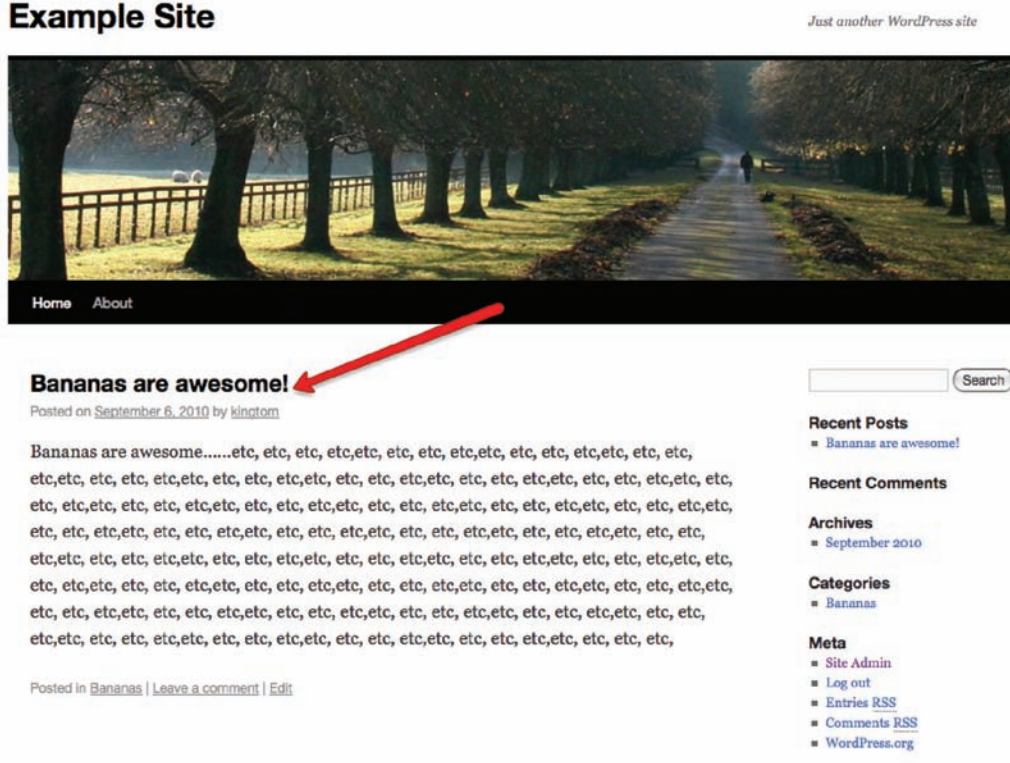 Example Site
Just another WordPress site
Home About
Bananas are awesome!
Posted on September 6, 2010 by kingtom
Bananas are awesome......etc, etc, etc, etc,etc, etc, etc, etc,etc, etc, etc, etc,etc, etc, etc,
etc,etc, etc, etc, etc,etc, etc, etc, etc,etc, etc, etc, etc,etc, etc, etc, etc,etc, etc, etc, etc,etc, etc,
etc, etc,etc, etc, etc, etc,etc, etc, etc, etc,etc, etc, etc, etc,etc, etc, etc, etc,etc, etc, etc, etc,etc,
etc, etc, etc,etc, etc, etc, etc,etc, etc, etc, etc,etc, etc, etc, etc,etc, etc, etc, etc,etc, etc, etc,
etc,etc, etc, etc, etc,etc, etc, etc, etc,etc, etc, etc, etc,etc, etc, etc, etc,etc, etc, etc, etc,etc, etc,
etc, etc,etc, etc, etc, etc,etc, etc, etc, etc,etc, etc, etc, etc,etc, etc, etc, etc,etc, etc, etc, etc,etc,
etc, etc, etc,etc, etc, etc, etc,etc, etc, etc, etc,etc, etc, etc, etc,etc, etc, etc, etc,etc, etc, etc,
etc,etc, etc, etc, etc,etc, etc, etc, etc,etc, etc, etc, etc,etc, etc, etc, etc,etc, etc, etc, etc,
Posted in Bananas | Leave a comment | Edit
Search
Recent Posts
Bananas are awesome!
Recent Comments
Archives
September 2010
Categories
Bananas
Meta
Site Admin
Log out
Entries RSS
Comments RSS
WordPress.org